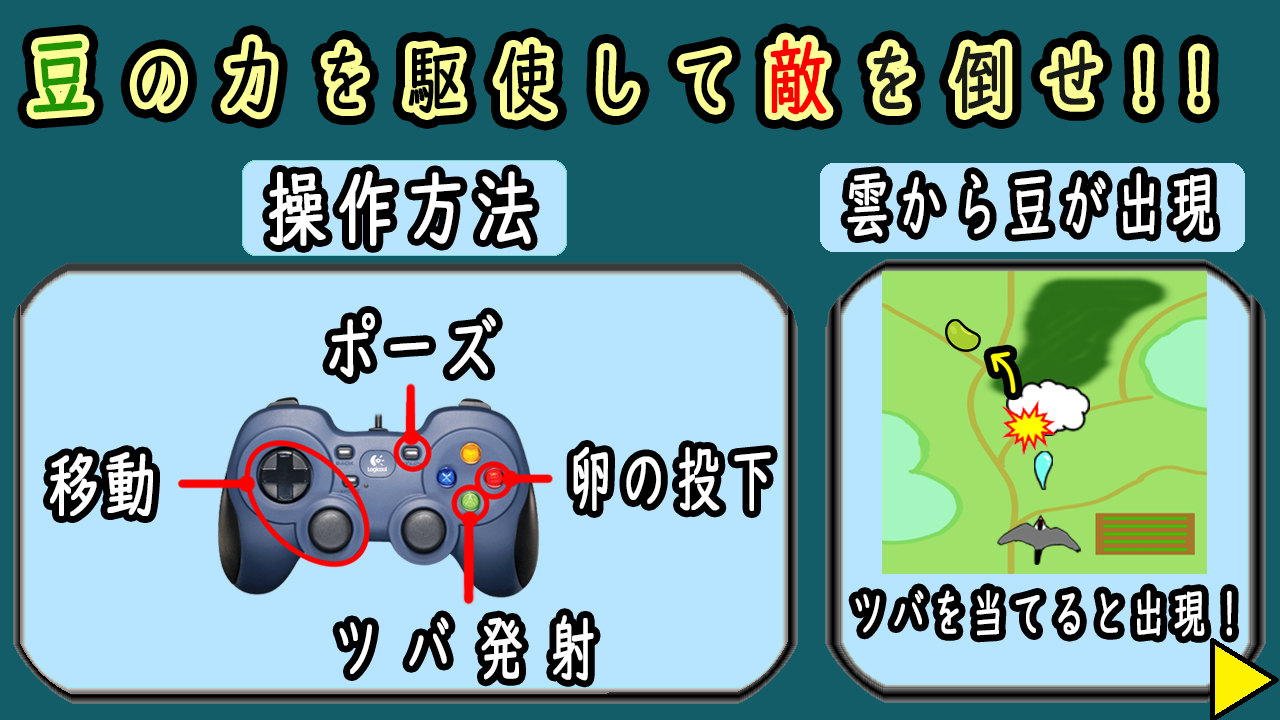 豆の力を駆使して敵を倒せ!!
操作方法
ポーズ
移動
卵の投下
ツバ発射
Logicool
雲から豆が出現
ツバを当てると出現!